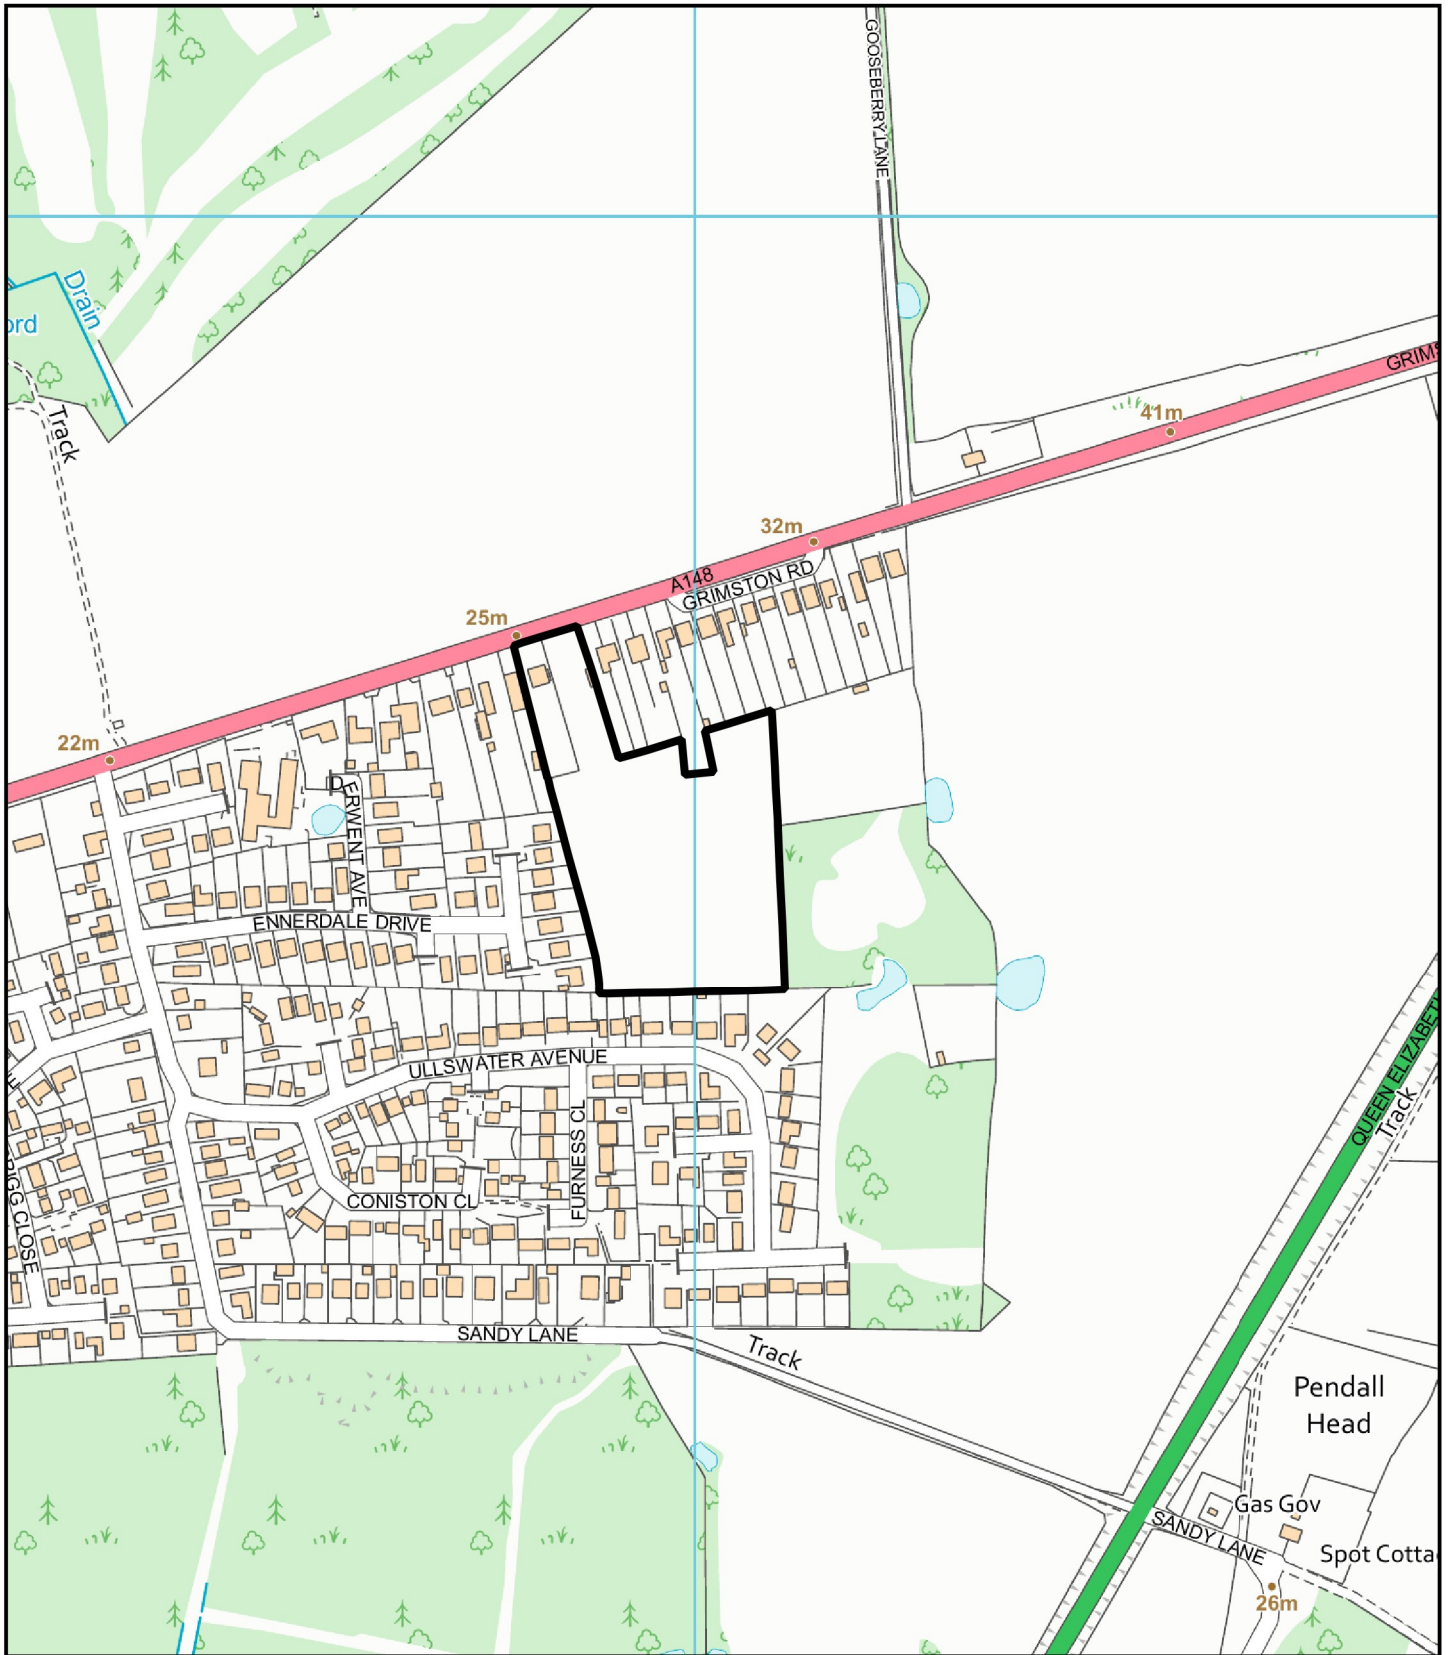 GOOSEBERRY LANE
Drain
ord
Track
GRIMS
41m
32m
A148
GRIMSTON RD
25m
22m
DERWENT AVE
ENNERDALE DRIVE
QUEEN ELIZABET
Track
ULLSWATER AVENUE
FURNESS CL
CONISTON CL
IGG CLOSE
SANDY LANE
Track
Pendall
Head
Gas Gov
SANDY LANE
Spot Cotta
26m